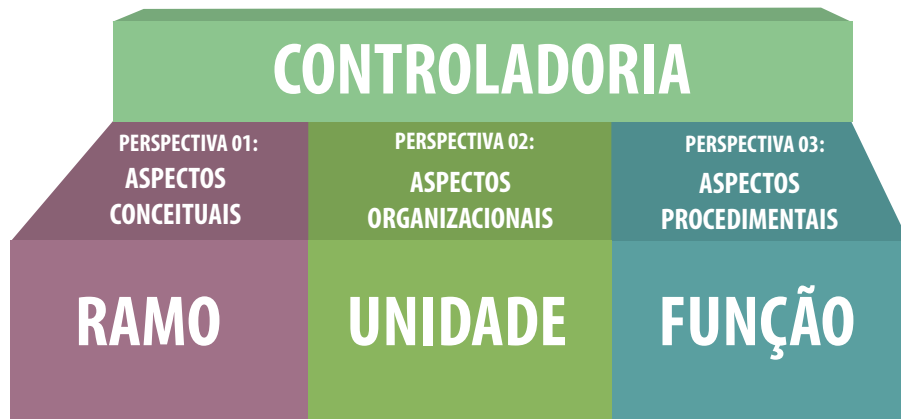 CONTROLADORIA
PERSPECTIVA 01:
ASPECTOS
CONCEITUAIS
PERSPECTIVA 02:
ASPECTOS
ORGANIZACIONAIS
PERSPECTIVA 03:
ASPECTOS
PROCEDIMENTAIS
RAMO
UNIDADE
FUNÇÃO